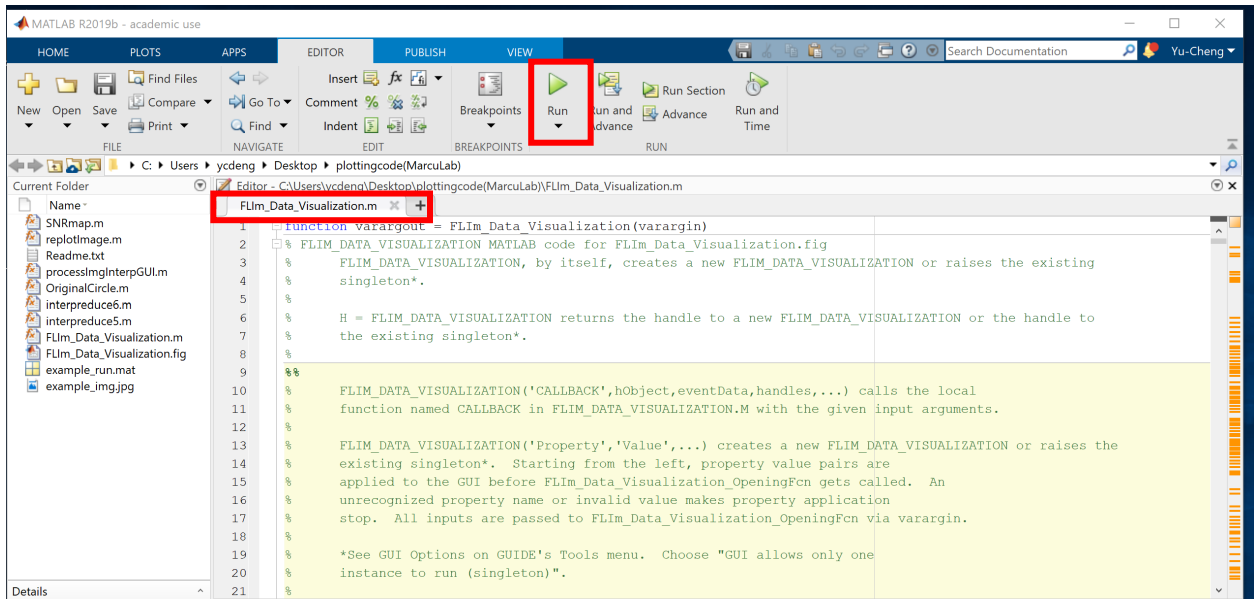 MATLAB R2019b - academic use
HOME PLOTS APPS EDITOR PUBLISH VIEW Search Documentation Yu-Cheng
New Open Save Find Files Compare Print
FILE
Go To Find
NAVIGATE
Insert fx Comment Indent
EDIT
Breakpoints
BREAKPOINTS
Run Run and Advance Run Section Advance Run and Time
RUN
C: Users ycdeng Desktop plottingcode(MarcuLab)
Current Folder
Name
SNRmap.m
replotImage.m
Readme.txt
processImgInterpGUI.m
OriginalCircle.m
interpreduce6.m
interpreduce5.m
FLIm_Data_Visualization.m
FLIm_Data_Visualization.fig
example_run.mat
example_img.jpg
Details
Editor - C:\Users\ycdeng\Desktop\plottingcode(MarcuLab)\FLIm_Data_Visualization.m
FLIm_Data_Visualization.m
1 function varargout = FLIm_Data_Visualization(varargin)
2 % FLIM_DATA_VISUALIZATION MATLAB code for FLIm_Data_Visualization.fig
3 % FLIM_DATA_VISUALIZATION, by itself, creates a new FLIM_DATA_VISUALIZATION or raises the existing
4 % singleton*.
5 %
6 % H = FLIM_DATA_VISUALIZATION returns the handle to a new FLIM_DATA_VISUALIZATION or the handle to
7 % the existing singleton*.
8 %
9 %%
10 % FLIM_DATA_VISUALIZATION('CALLBACK',hObject,eventData,handles,...) calls the local
11 % function named CALLBACK in FLIM_DATA_VISUALIZATION.M with the given input arguments.
12 %
13 % FLIM_DATA_VISUALIZATION('Property','Value',...) creates a new FLIM_DATA_VISUALIZATION or raises the
14 % existing singleton*. Starting from the left, property value pairs are
15 % applied to the GUI before FLIm_Data_Visualization_OpeningFcn gets called. An
16 % unrecognized property name or invalid value makes property application
17 % stop. All inputs are passed to FLIm_Data_Visualization_OpeningFcn via varargin.
18 %
19 % *See GUI Options on GUIDE's Tools menu. Choose "GUI allows only one
20 % instance to run (singleton)".
21 %